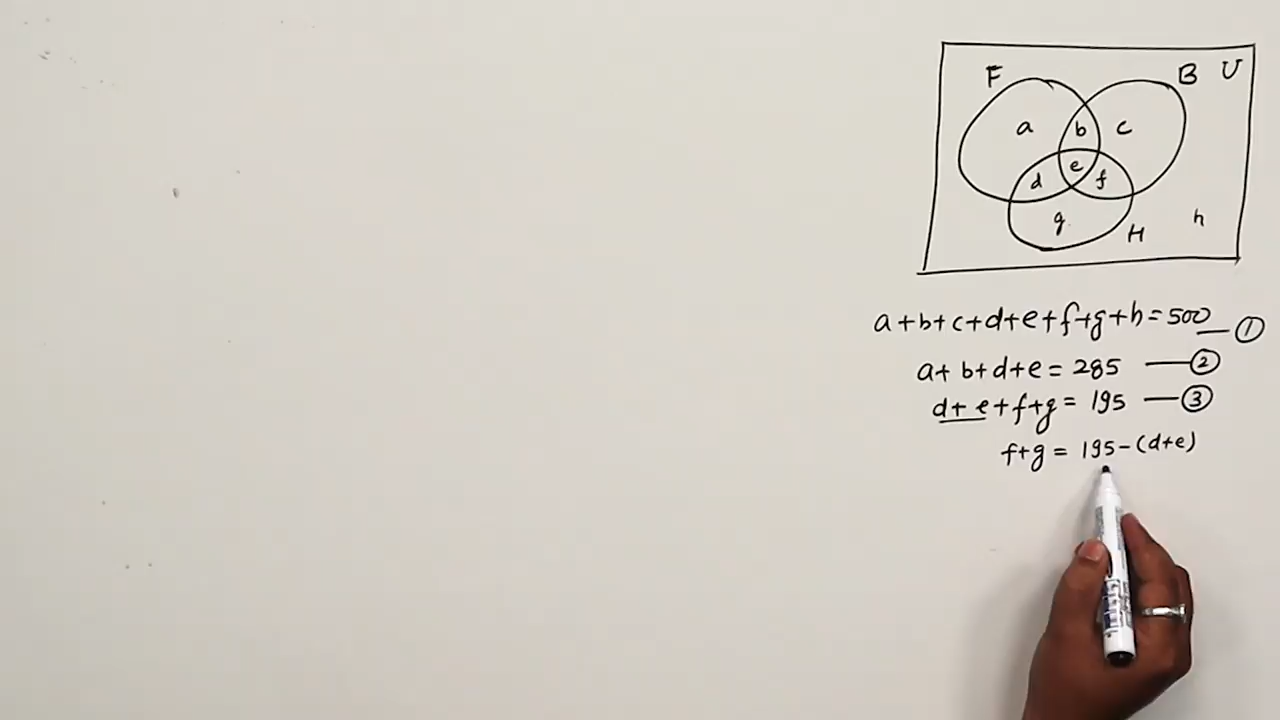 F B U
a b c
d e f
g H h
a+b+c+d+e+f+g+h=500 —①
a+b+d+e=285 —②
d+e+f+g=195 —③
f+g=195-(d+e)